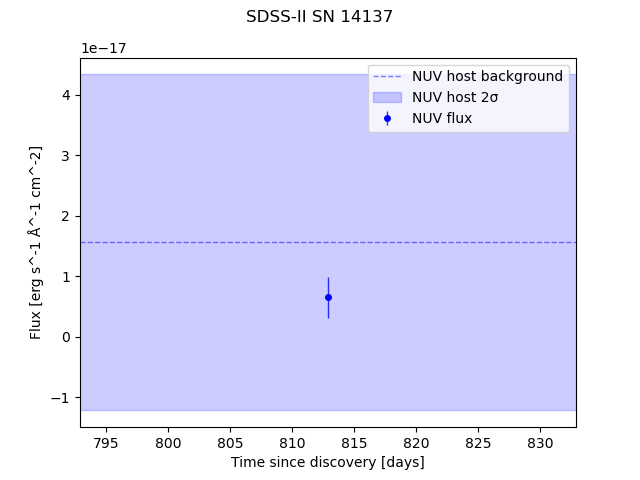 SDSS-II SN 14137
1e−17
NUV host background
NUV host 2σ
NUV flux
4
3
2
1
0
−1
Flux [erg s^-1 Å^-1 cm^-2]
795 800 805 810 815 820 825 830
Time since discovery [days]